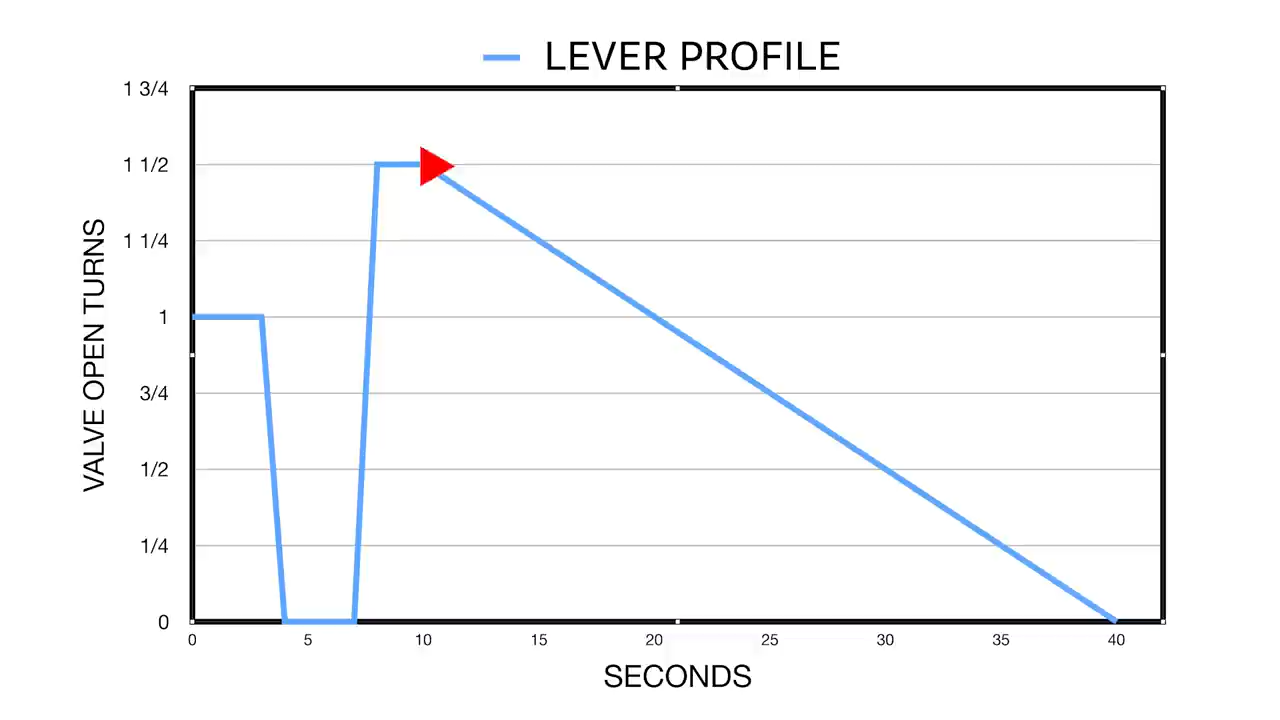 LEVER PROFILE
1 3/4
1 1/2
1 1/4
1
3/4
1/2
1/4
0
VALVE OPEN TURNS
0 5 10 15 20 25 30 35 40
SECONDS